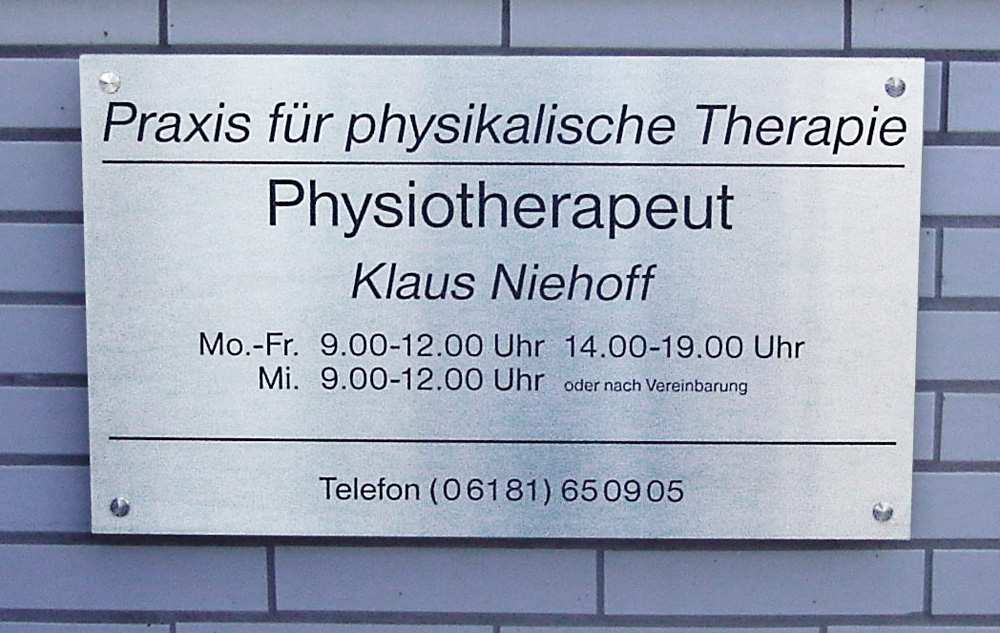 Praxis für physikalische Therapie
Physiotherapeut
Klaus Niehoff
Mo.-Fr. 9.00-12.00 Uhr 14.00-19.00 Uhr
Mi. 9.00-12.00 Uhr oder nach Vereinbarung
Telefon (06181) 650905